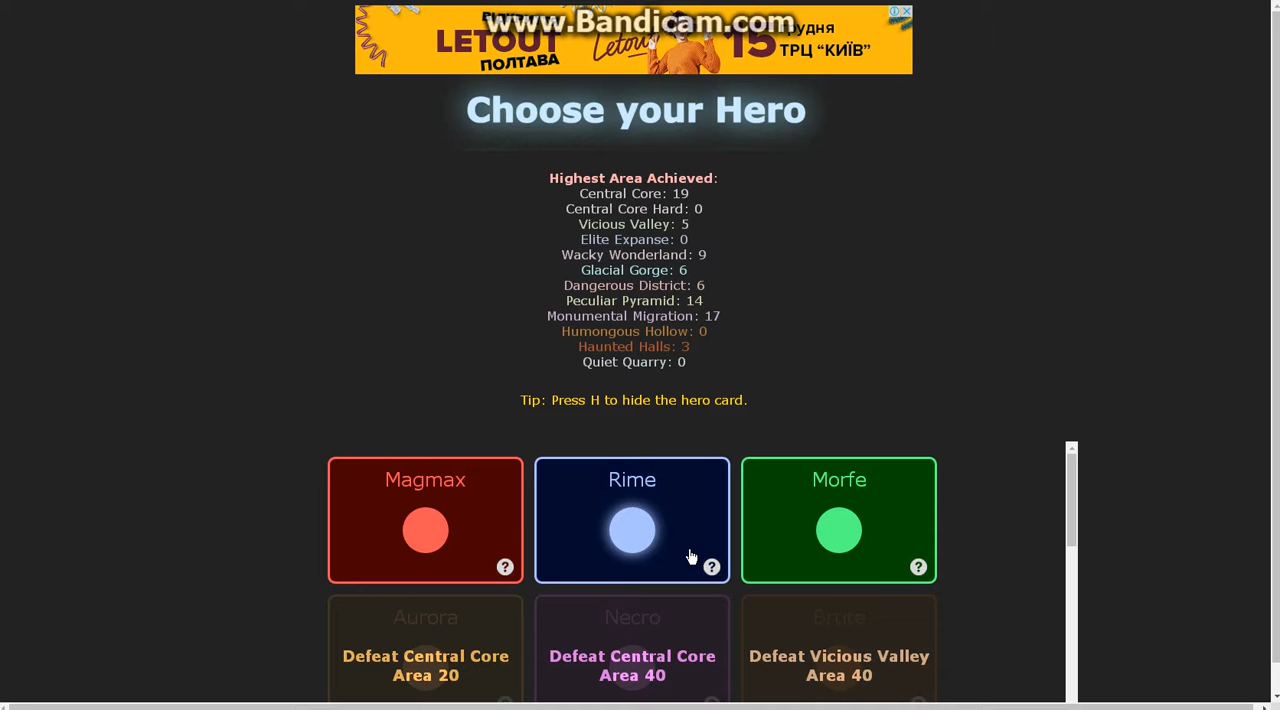 www.Bandicam.com
LETOUT
ПОЛТАВА
Letout
15
грудня
ТРЦ “КИЇВ”
Choose your Hero
Highest Area Achieved:
Central Core: 19
Central Core Hard: 0
Vicious Valley: 5
Elite Expanse: 0
Wacky Wonderland: 9
Glacial Gorge: 6
Dangerous District: 6
Peculiar Pyramid: 14
Monumental Migration: 17
Humongous Hollow: 0
Haunted Halls: 3
Quiet Quarry: 0
Tip: Press H to hide the hero card.
Magmax
?
Rime
?
Morfe
?
Aurora
Defeat Central Core
Area 20
Necro
Defeat Central Core
Area 40
Brute
Defeat Vicious Valley
Area 40